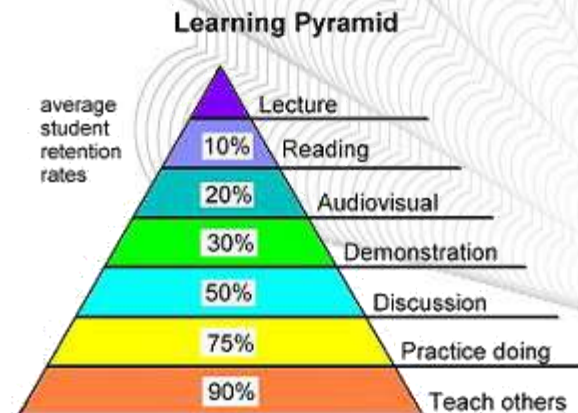 Learning Pyramid
average
student
retention
rates
Lecture
10% Reading
20% Audiovisual
30% Demonstration
50% Discussion
75% Practice doing
90% Teach others